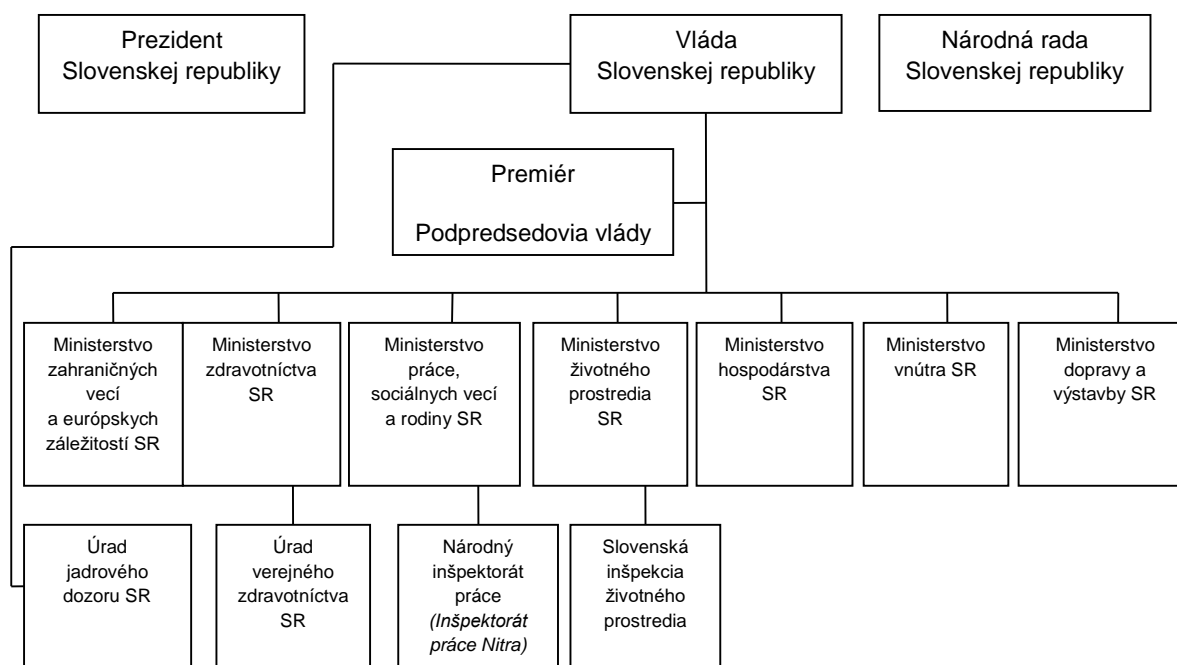 Prezident
Slovenskej republiky
Vláda
Slovenskej republiky
Národná rada
Slovenskej republiky
Premiér
Podpredsedovia vlády
Ministerstvo
zahraničných
vecí
a európskych
záležitostí SR
Ministerstvo
zdravotníctva
SR
Ministerstvo
práce,
sociálnych vecí
a rodiny SR
Ministerstvo
životného
prostredia
SR
Ministerstvo
hospodárstva
SR
Ministerstvo
vnútra SR
Ministerstvo
dopravy a
výstavby SR
Úrad
jadrového
dozoru SR
Úrad
verejného
zdravotníctva
SR
Národný
inšpektorát
práce
(Inšpektorát
práce Nitra)
Slovenská
inšpekcia
životného
prostredia